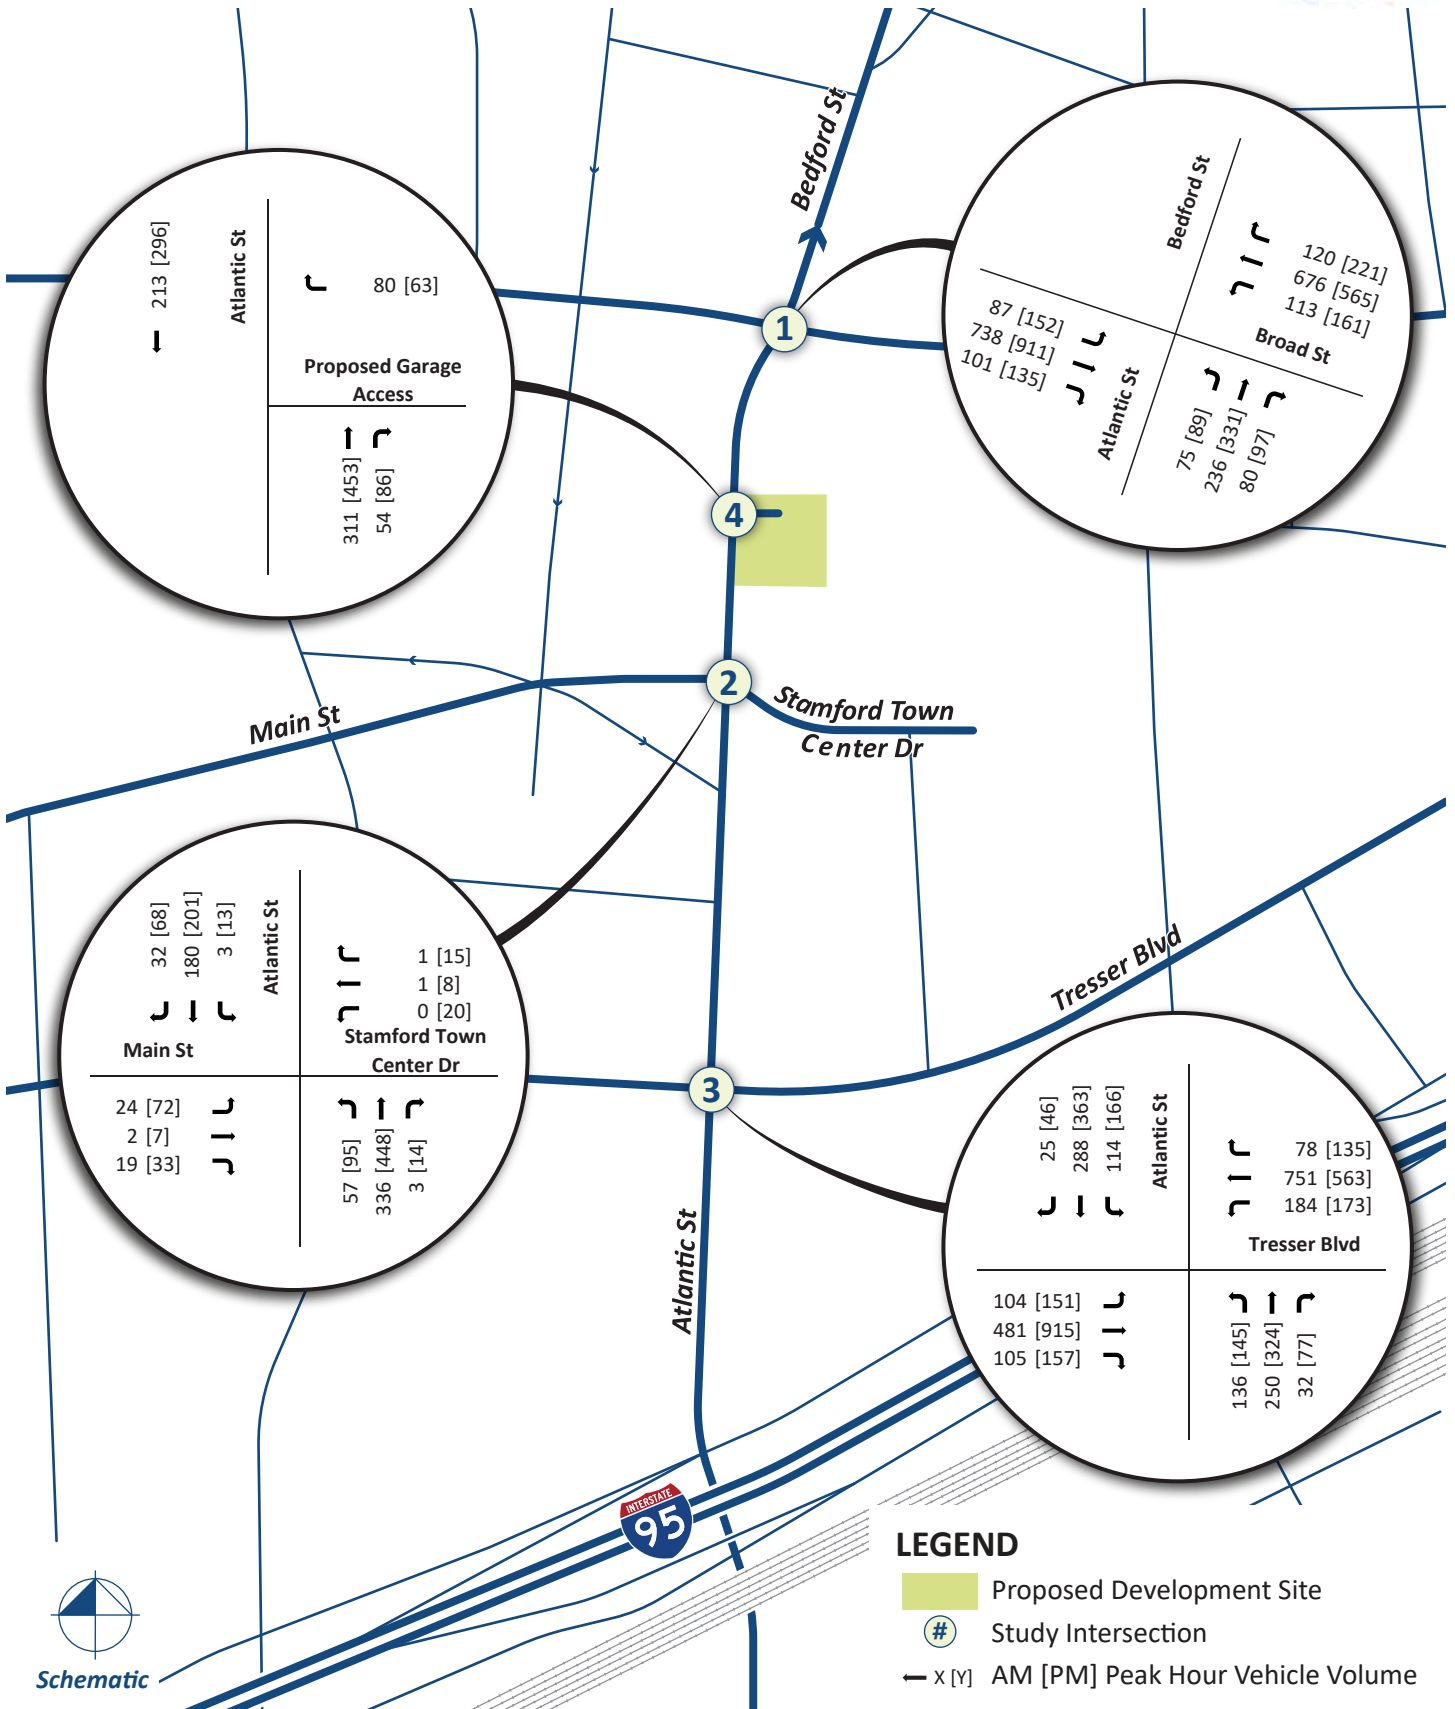 Bedford St
1
4
2
3
Main St
Stamford Town
Center Dr
Tresser Blvd
Atlantic St
INTERSTATE
95
213 [296]
Atlantic St
80 [63]
Proposed Garage
Access
311 [453]
54 [86]
Bedford St
120 [221]
676 [565]
113 [161]
Broad St
87 [152]
738 [911]
101 [135]
Atlantic St
75 [89]
236 [331]
80 [97]
32 [68]
180 [201]
3 [13]
Atlantic St
1 [15]
1 [8]
0 [20]
Main St
Stamford Town
Center Dr
24 [72]
2 [7]
19 [33]
57 [95]
336 [448]
3 [14]
25 [46]
288 [363]
114 [166]
Atlantic St
78 [135]
751 [563]
184 [173]
Tresser Blvd
104 [151]
481 [915]
105 [157]
136 [145]
250 [324]
32 [77]
Schematic
LEGEND
Proposed Development Site
# Study Intersection
X [Y] AM [PM] Peak Hour Vehicle Volume